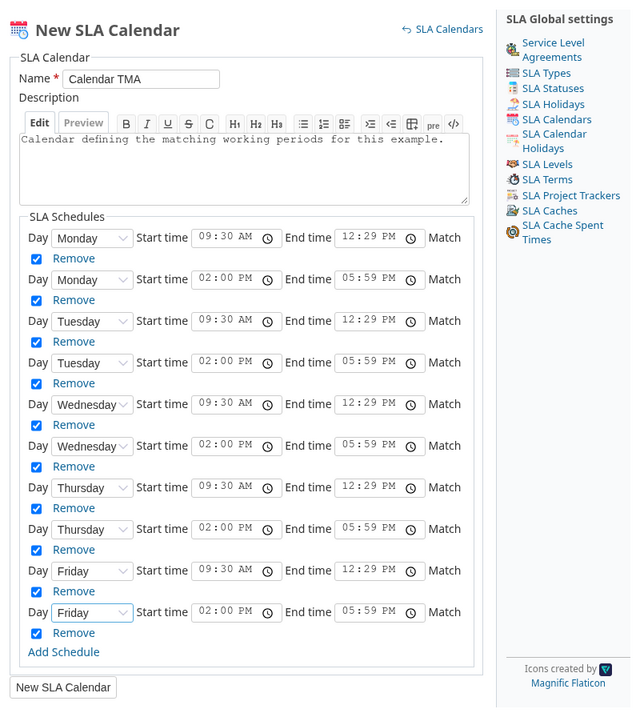 New SLA Calendar
SLA Calendars
SLA Calendar
Name * Calendar TMA
Description
Edit Preview B I U S C H1 H2 H3 pre
Calendar defining the matching working periods for this example.
SLA Schedules
Day Monday Start time 09:30 AM End time 12:29 PM Match
Remove
Day Monday Start time 02:00 PM End time 05:59 PM Match
Remove
Day Tuesday Start time 09:30 AM End time 12:29 PM Match
Remove
Day Tuesday Start time 02:00 PM End time 05:59 PM Match
Remove
Day Wednesday Start time 09:30 AM End time 12:29 PM Match
Remove
Day Wednesday Start time 02:00 PM End time 05:59 PM Match
Remove
Day Thursday Start time 09:30 AM End time 12:29 PM Match
Remove
Day Thursday Start time 02:00 PM End time 05:59 PM Match
Remove
Day Friday Start time 09:30 AM End time 12:29 PM Match
Remove
Day Friday Start time 02:00 PM End time 05:59 PM Match
Remove
Add Schedule
New SLA Calendar
SLA Global settings
Service Level
Agreements
SLA Types
SLA Statuses
SLA Holidays
SLA Calendars
SLA Calendar
Holidays
SLA Levels
SLA Terms
SLA Project Trackers
SLA Caches
SLA Cache Spent
Times
Icons created by
Magnific Flaticon